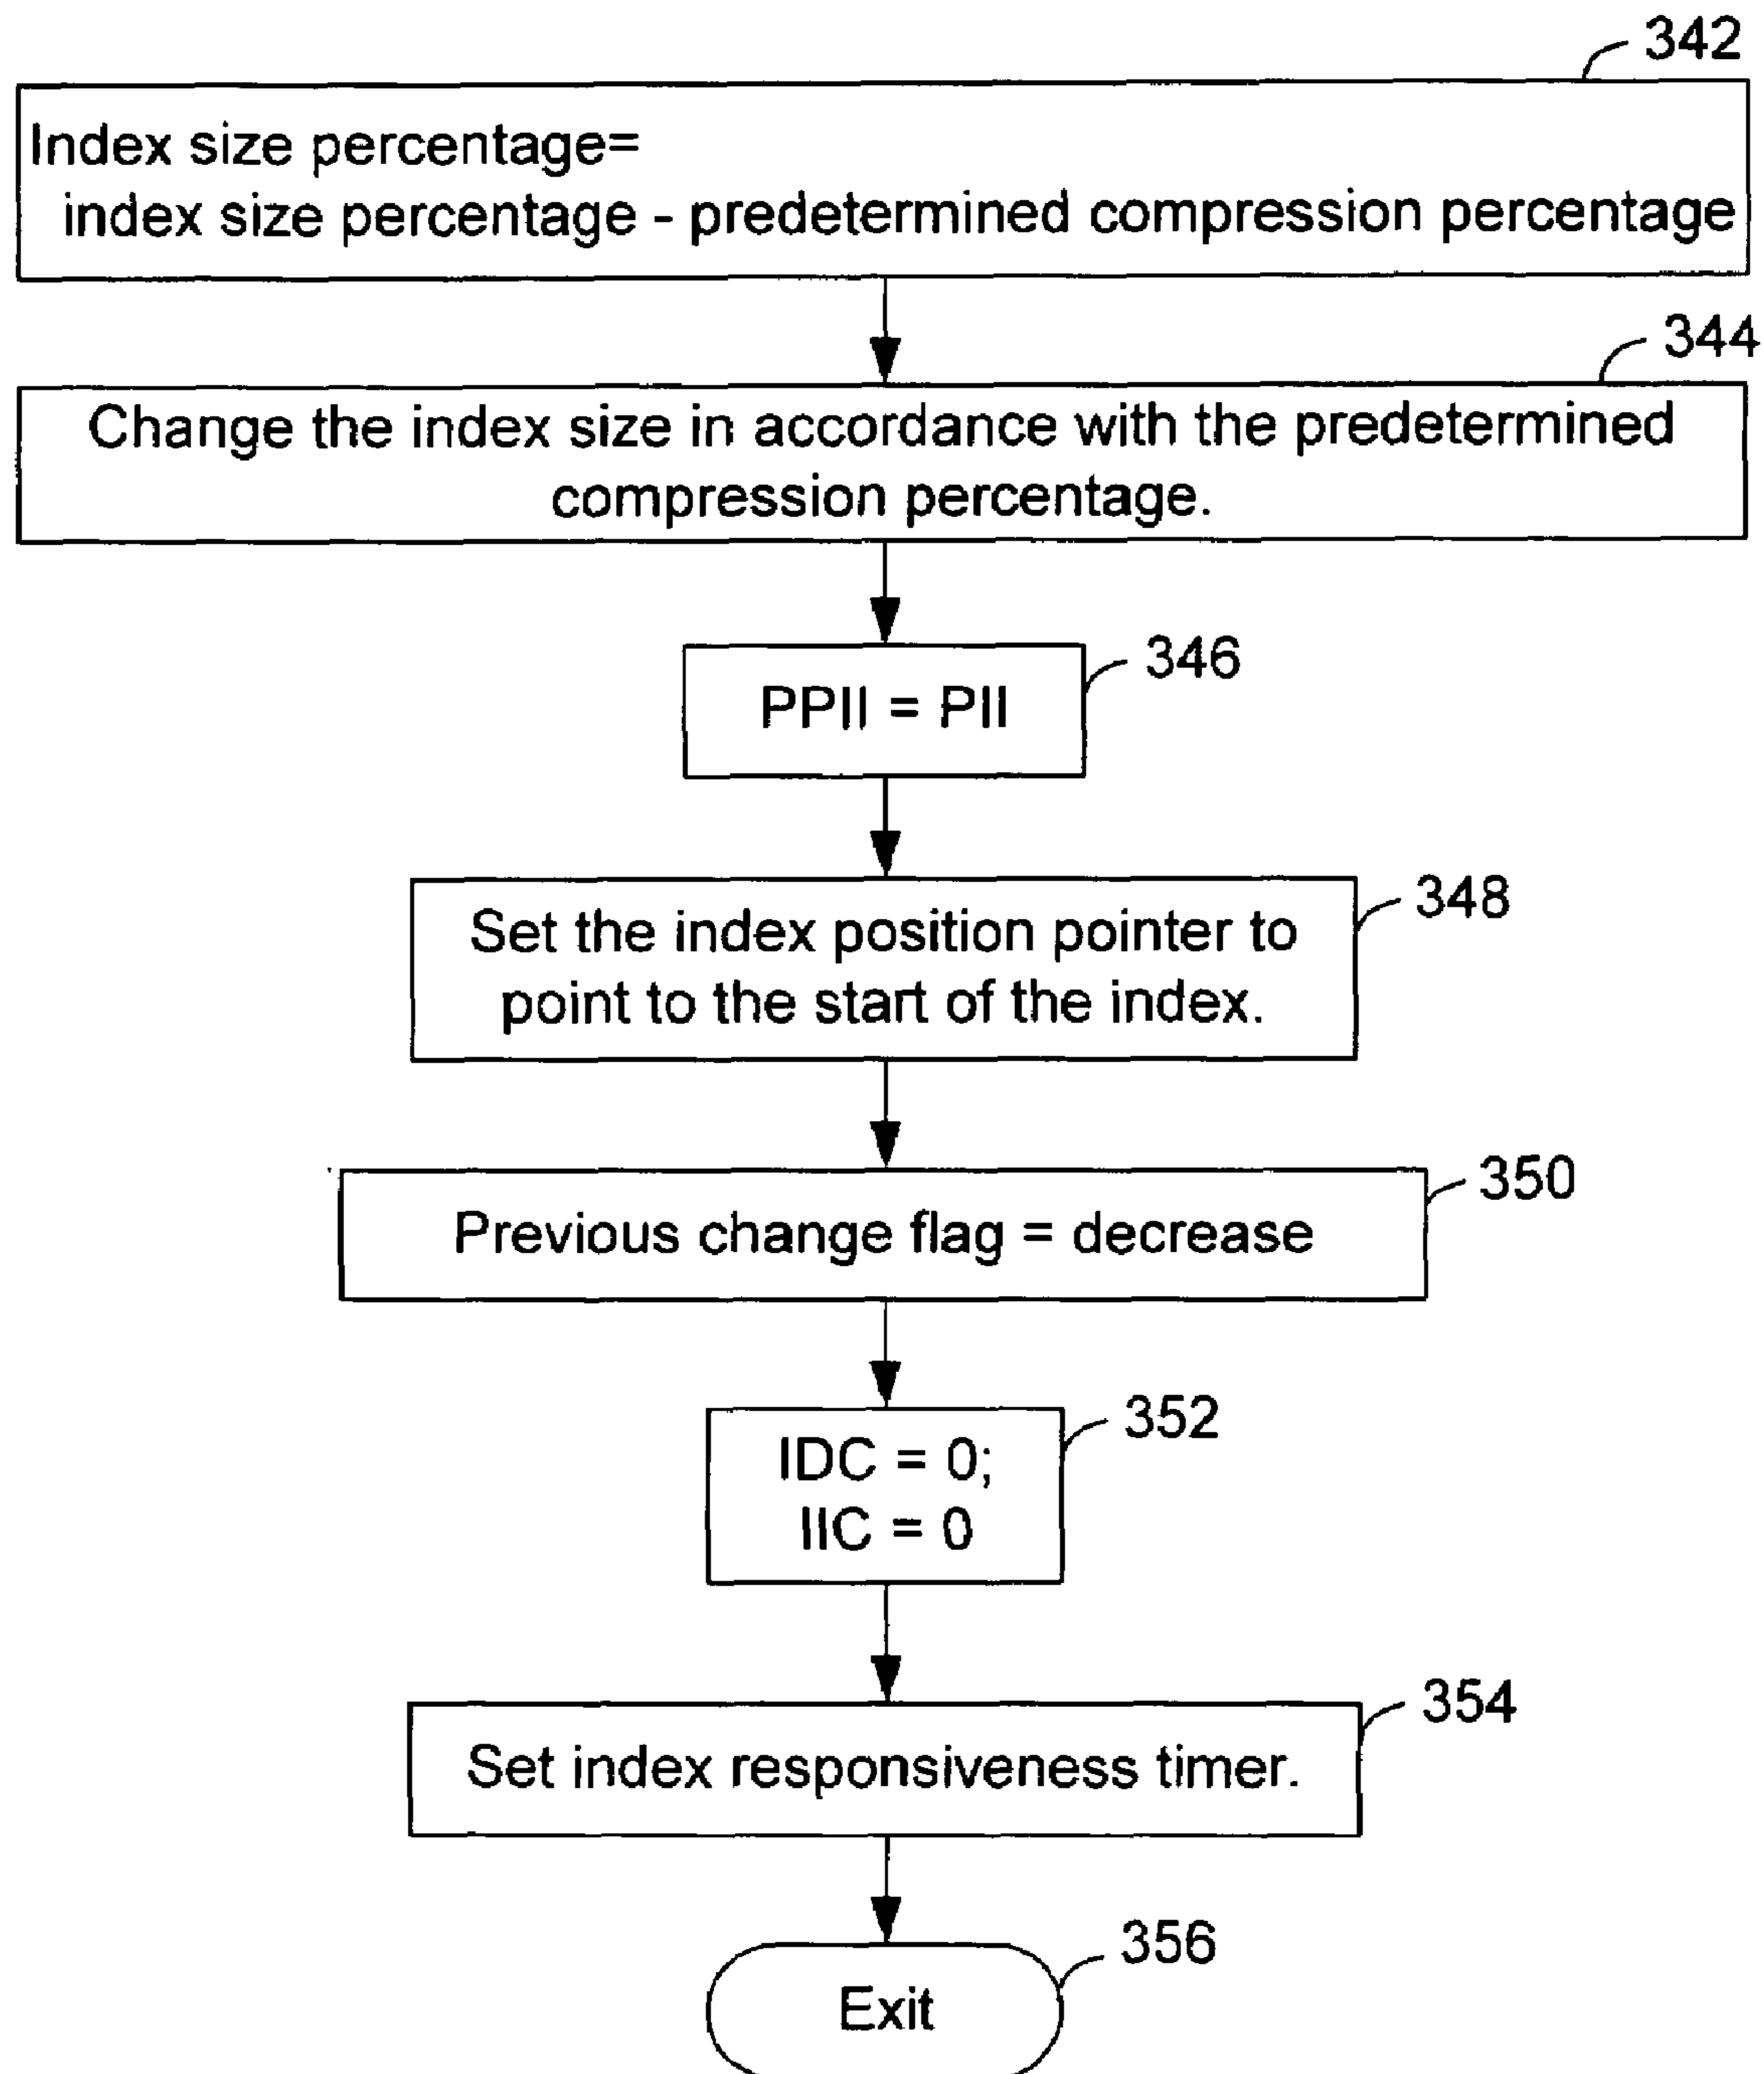 342
Index size percentage=
index size percentage - predetermined compression percentage
344
Change the index size in accordance with the predetermined
compression percentage.
346
PPII = PII
348
Set the index position pointer to
point to the start of the index.
350
Previous change flag = decrease
352
IDC = 0;
IIC = 0
354
Set index responsiveness timer.
356
Exit